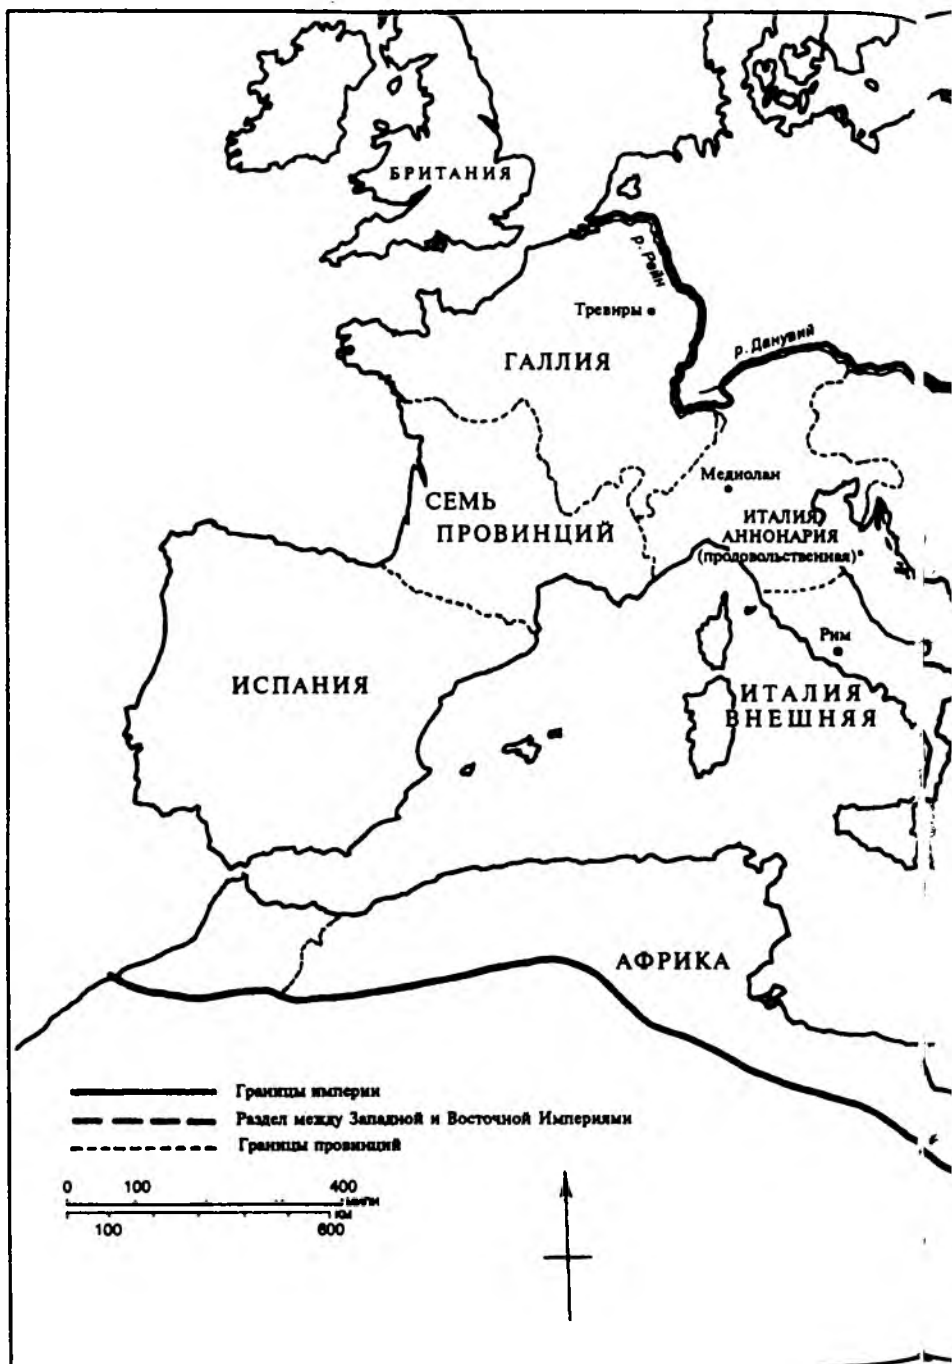 БРИТАНИЯ
р. Рейн
Тревиры
р. Данувий
ГАЛЛИЯ
Медиолан
СЕМЬ
ПРОВИНЦИЙ
ИТАЛИЯ
АННОНАРИЯ
(продовольственная)
Рим
ИСПАНИЯ
ИТАЛИЯ
ВНЕШНЯЯ
АФРИКА
Границы империи
Раздел между Западной и Восточной Империями
Границы провинций
0 100 400
мили
км
100 600